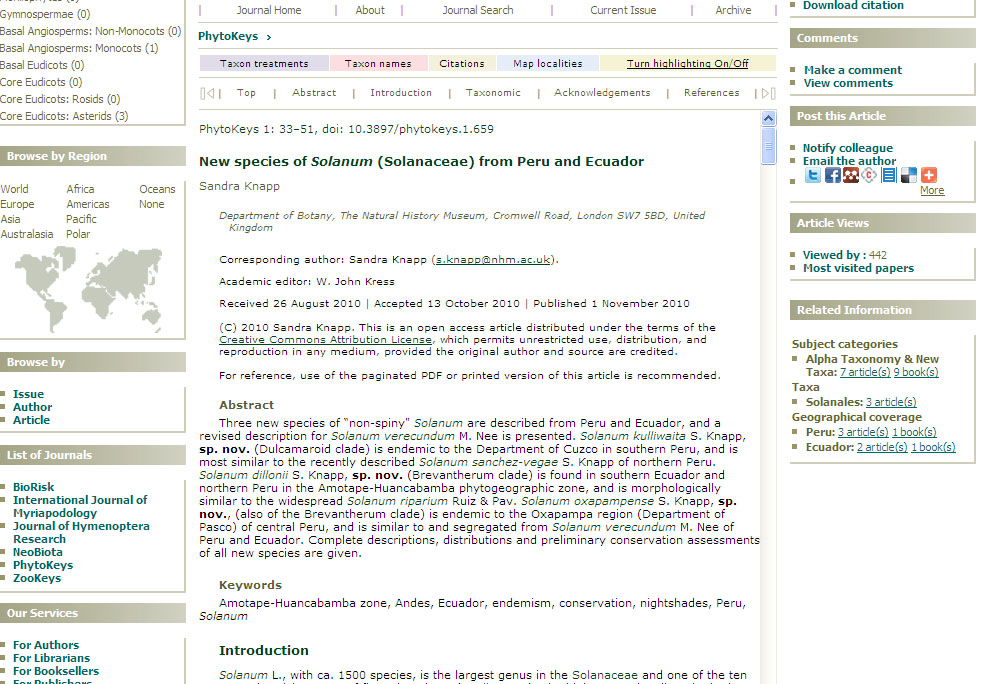 Gymnospermae (0)
Basal Angiosperms: Non-Monocots (0)
Basal Angiosperms: Monocots (1)
Basal Eudicots (0)
Core Eudicots (0)
Core Eudicots: Rosids (0)
Core Eudicots: Asterids (3)
Browse by Region
World Africa Oceans
Europe Americas None
Asia Pacific
Australasia Polar
Browse by
Issue
Author
Article
List of Journals
BioRisk
International Journal of
Myriapodology
Journal of Hymenoptera
Research
NeoBiota
PhytoKeys
ZooKeys
Our Services
For Authors
For Librarians
For Booksellers
For Publishers
| Journal Home | About | Journal Search | Current Issue | Archive |
PhytoKeys ›
Taxon treatments Taxon names Citations Map localities Turn highlighting On/Off
| Top | Abstract | Introduction | Taxonomic | Acknowledgements | References |
PhytoKeys 1: 33–51, doi: 10.3897/phytokeys.1.659
New species of Solanum (Solanaceae) from Peru and Ecuador
Sandra Knapp
Department of Botany, The Natural History Museum, Cromwell Road, London SW7 5BD, United
Kingdom
Corresponding author: Sandra Knapp (s.knapp@nhm.ac.uk).
Academic editor: W. John Kress
Received 26 August 2010 | Accepted 13 October 2010 | Published 1 November 2010
(C) 2010 Sandra Knapp. This is an open access article distributed under the terms of the
Creative Commons Attribution License, which permits unrestricted use, distribution, and
reproduction in any medium, provided the original author and source are credited.
For reference, use of the paginated PDF or printed version of this article is recommended.
Abstract
Three new species of “non-spiny” Solanum are described from Peru and Ecuador, and a
revised description for Solanum verecundum M. Nee is presented. Solanum kulliwaita S. Knapp,
sp. nov. (Dulcamaroid clade) is endemic to the Department of Cuzco in southern Peru, and is
most similar to the recently described Solanum sanchez-vegae S. Knapp of northern Peru.
Solanum dillonii S. Knapp, sp. nov. (Brevantherum clade) is found in southern Ecuador and
northern Peru in the Amotape-Huancabamba phytogeographic zone, and is morphologically
similar to the widespread Solanum riparium Ruiz & Pav. Solanum oxapampense S. Knapp, sp.
nov., (also of the Brevantherum clade) is endemic to the Oxapampa region (Department of
Pasco) of central Peru, and is similar to and segregated from Solanum verecundum M. Nee of
Peru and Ecuador. Complete descriptions, distributions and preliminary conservation assessments
of all new species are given.
Keywords
Amotape-Huancabamba zone, Andes, Ecuador, endemism, conservation, nightshades, Peru,
Solanum
Introduction
Solanum L., with ca. 1500 species, is the largest genus in the Solanaceae and one of the ten
Download citation
Comments
Make a comment
View comments
Post this Article
Notify colleague
Email the author
More
Article Views
Viewed by : 442
Most visited papers
Related Information
Subject categories
Alpha Taxonomy & New
Taxa: 7 article(s) 9 book(s)
Taxa
Solanales: 3 article(s)
Geographical coverage
Peru: 3 article(s) 1 book(s)
Ecuador: 2 article(s) 1 book(s)